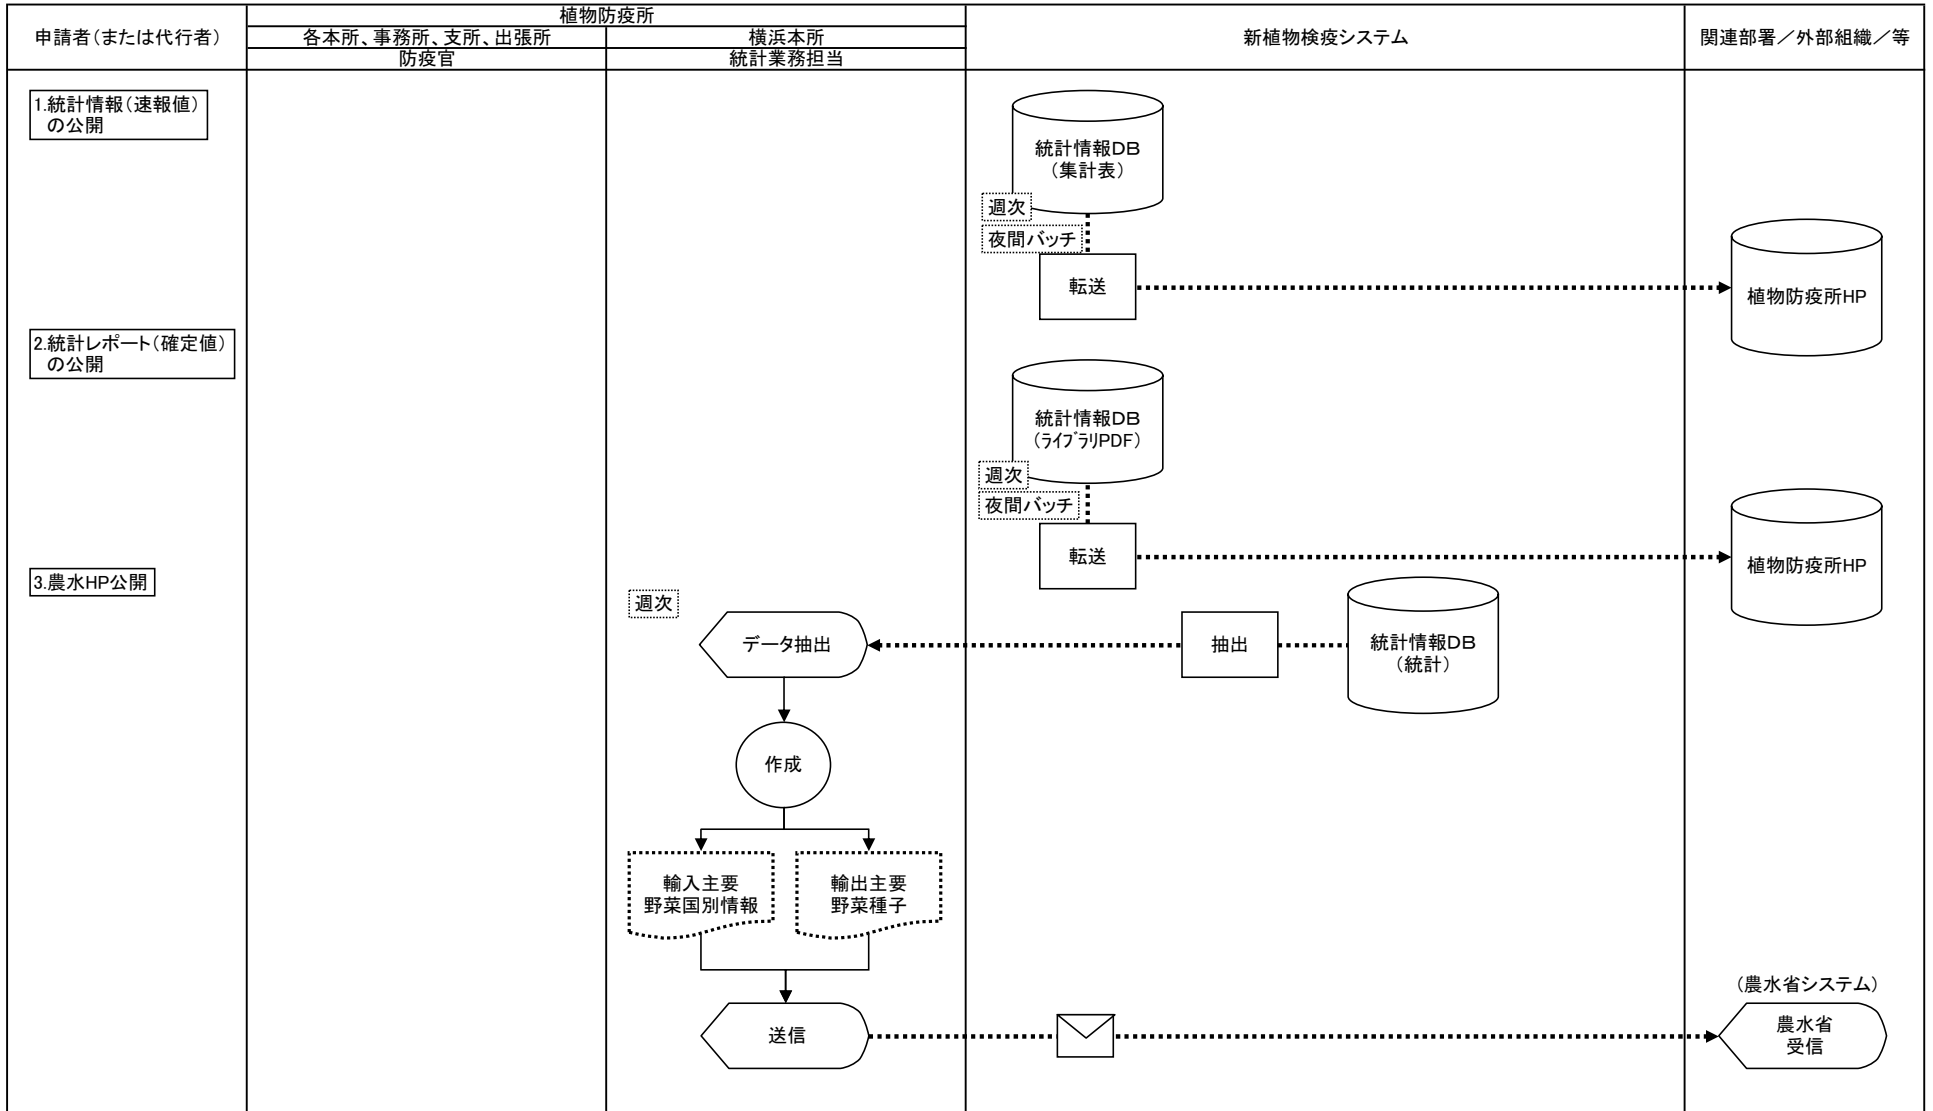 申請者(または代行者)
植物防疫所
各本所、事務所、支所、出張所
防疫官
横浜本所
統計業務担当
新植物検疫システム
関連部署/外部組織/等
1.統計情報(速報値)
の公開
統計情報DB
(集計表)
週次
夜間バッチ
転送
植物防疫所HP
2.統計レポート(確定値)
の公開
統計情報DB
(ライブラリPDF)
週次
夜間バッチ
転送
植物防疫所HP
3.農水HP公開
週次
データ抽出
抽出
統計情報DB
(統計)
作成
輸入主要
野菜国別情報
輸出主要
野菜種子
送信
(農水省システム)
農水省
受信